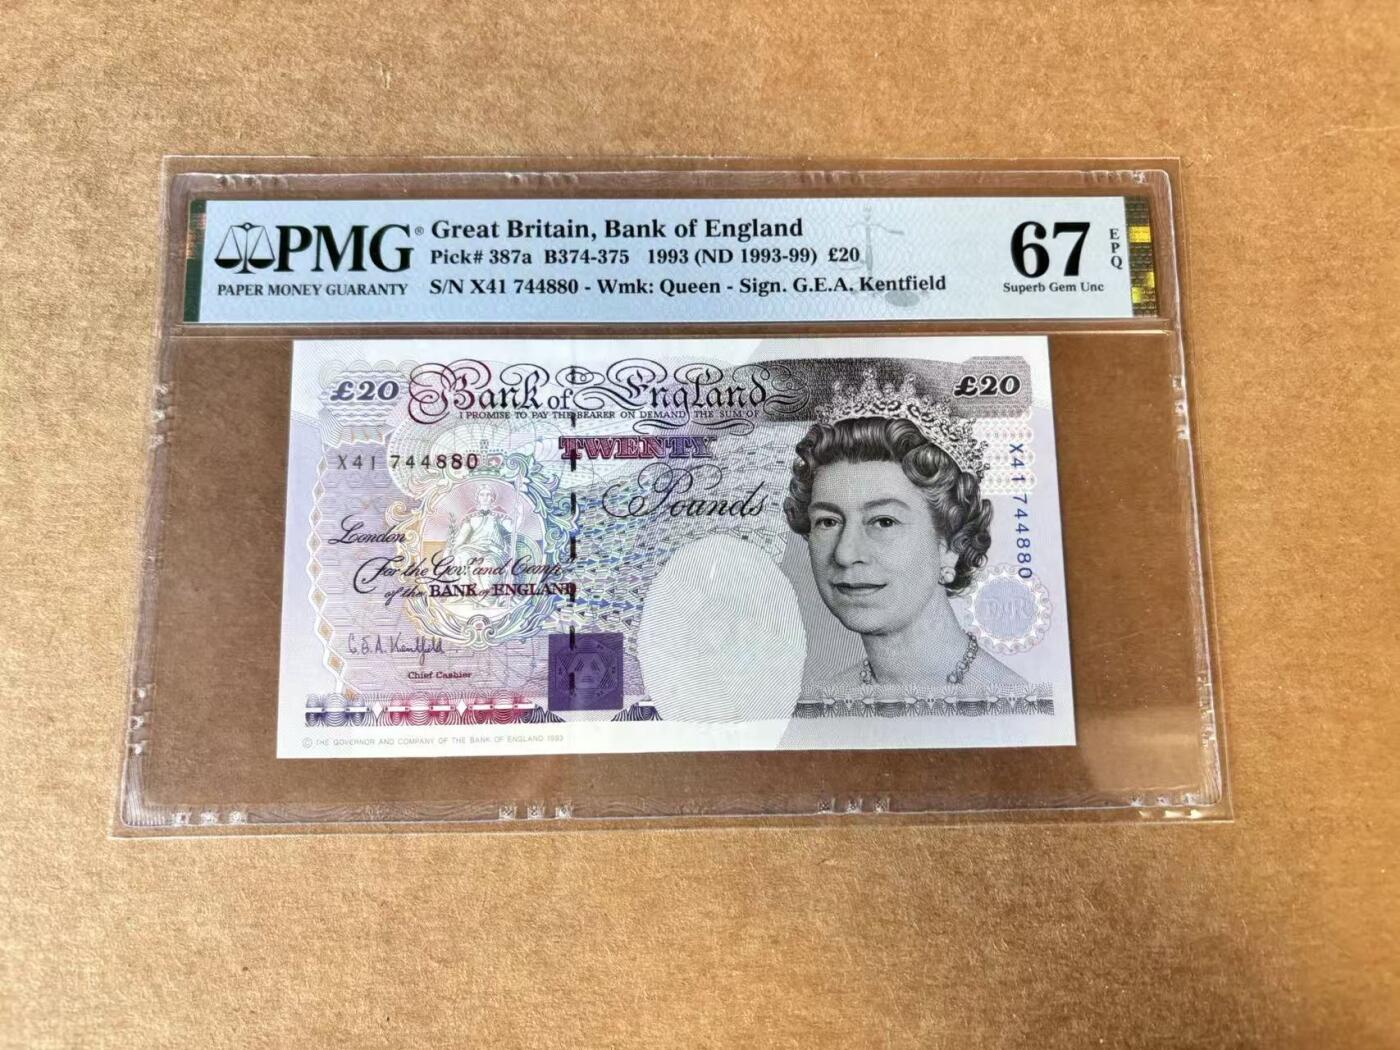 PMG®
PAPER MONEY GUARANTY
Great Britain, Bank of England
Pick# 387a B374-375 1993 (ND 1993-99) £20
S/N X41 744880 - Wmk: Queen - Sign. G.E.A. Kentfield
67
EPQ
Superb Gem Unc
£20
Bank of England
£20
I PROMISE TO PAY THE BEARER ON DEMAND THE SUM OF
TWENTY
X41 744880
Pounds
X41 744880
London
For the Govr. and Compa.
of the BANK of ENGLAND
G E A Kentfield
Chief Cashier
© THE GOVERNOR AND COMPANY OF THE BANK OF ENGLAND 1993